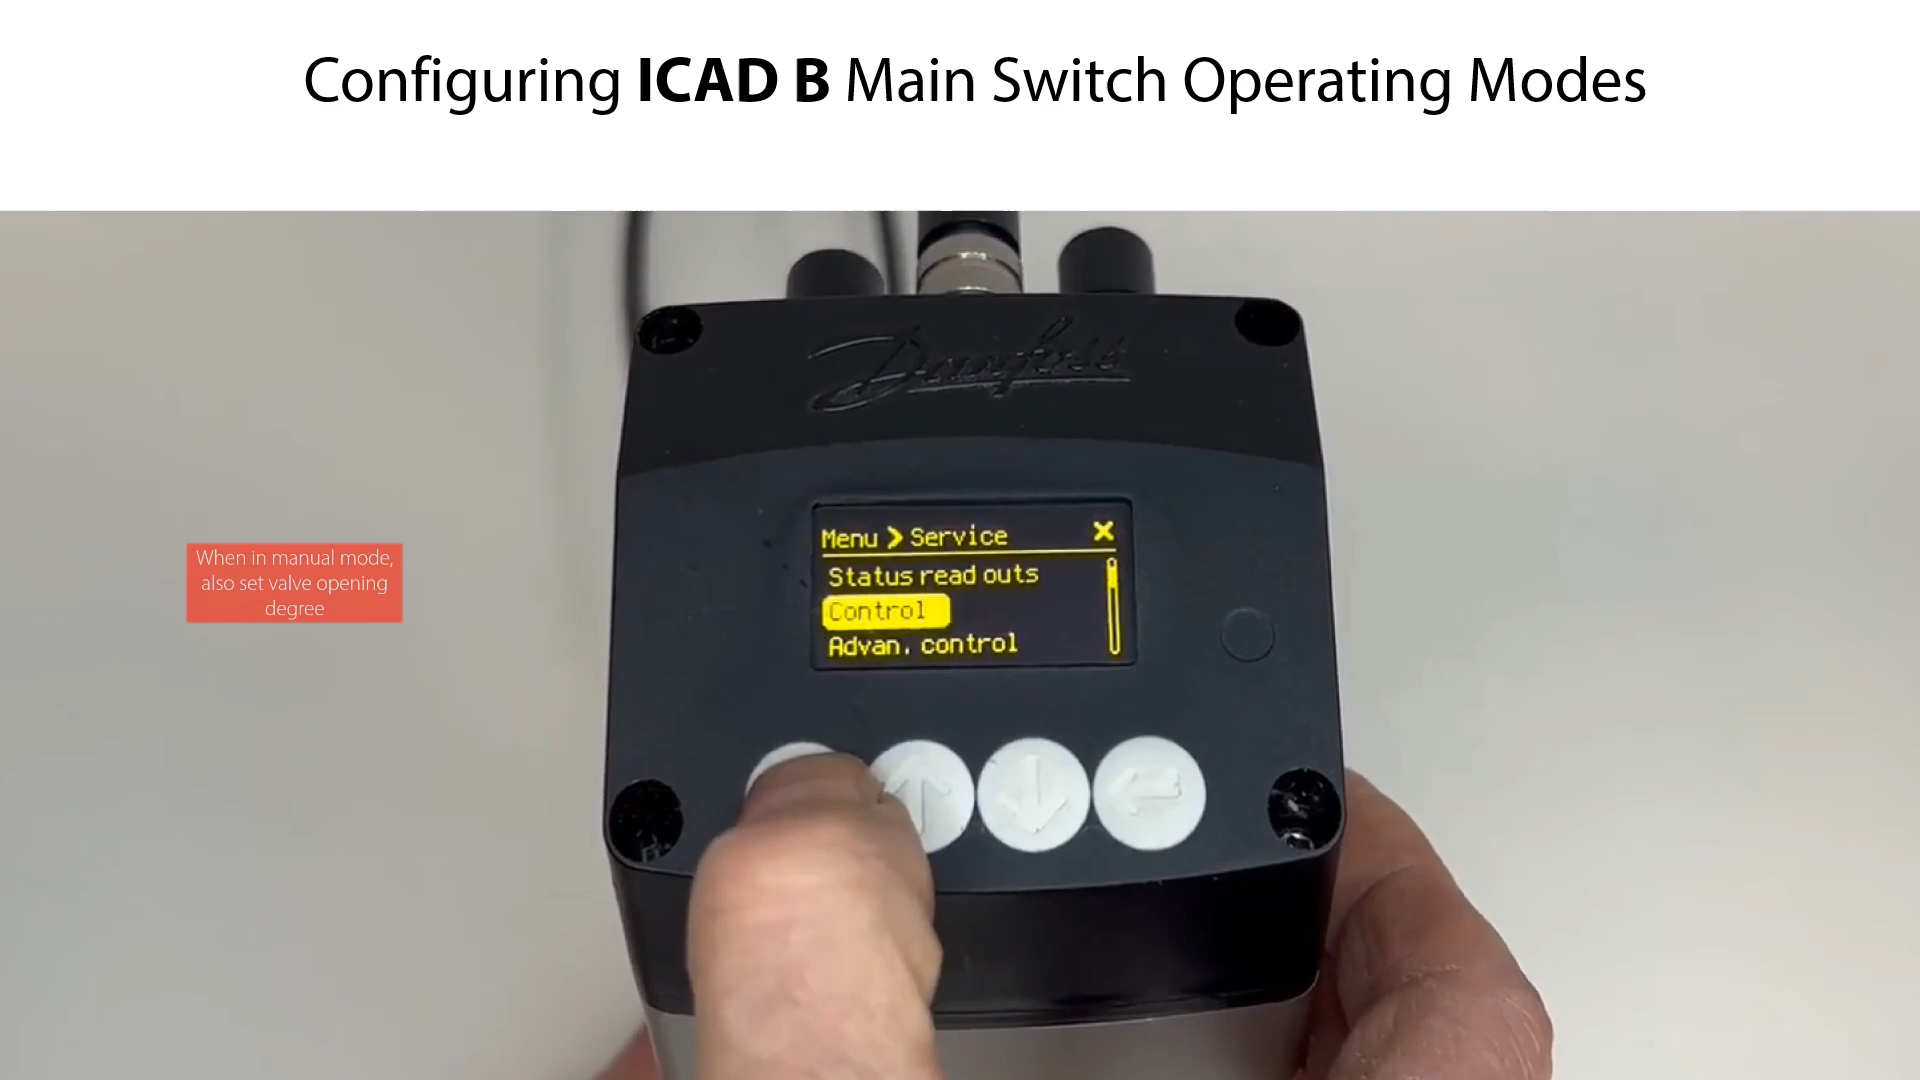 Configuring ICAD B Main Switch Operating Modes
Danfoss
Menu > Service X
Status read outs
Control
Advan. control
When in manual mode,
also set valve opening
degree